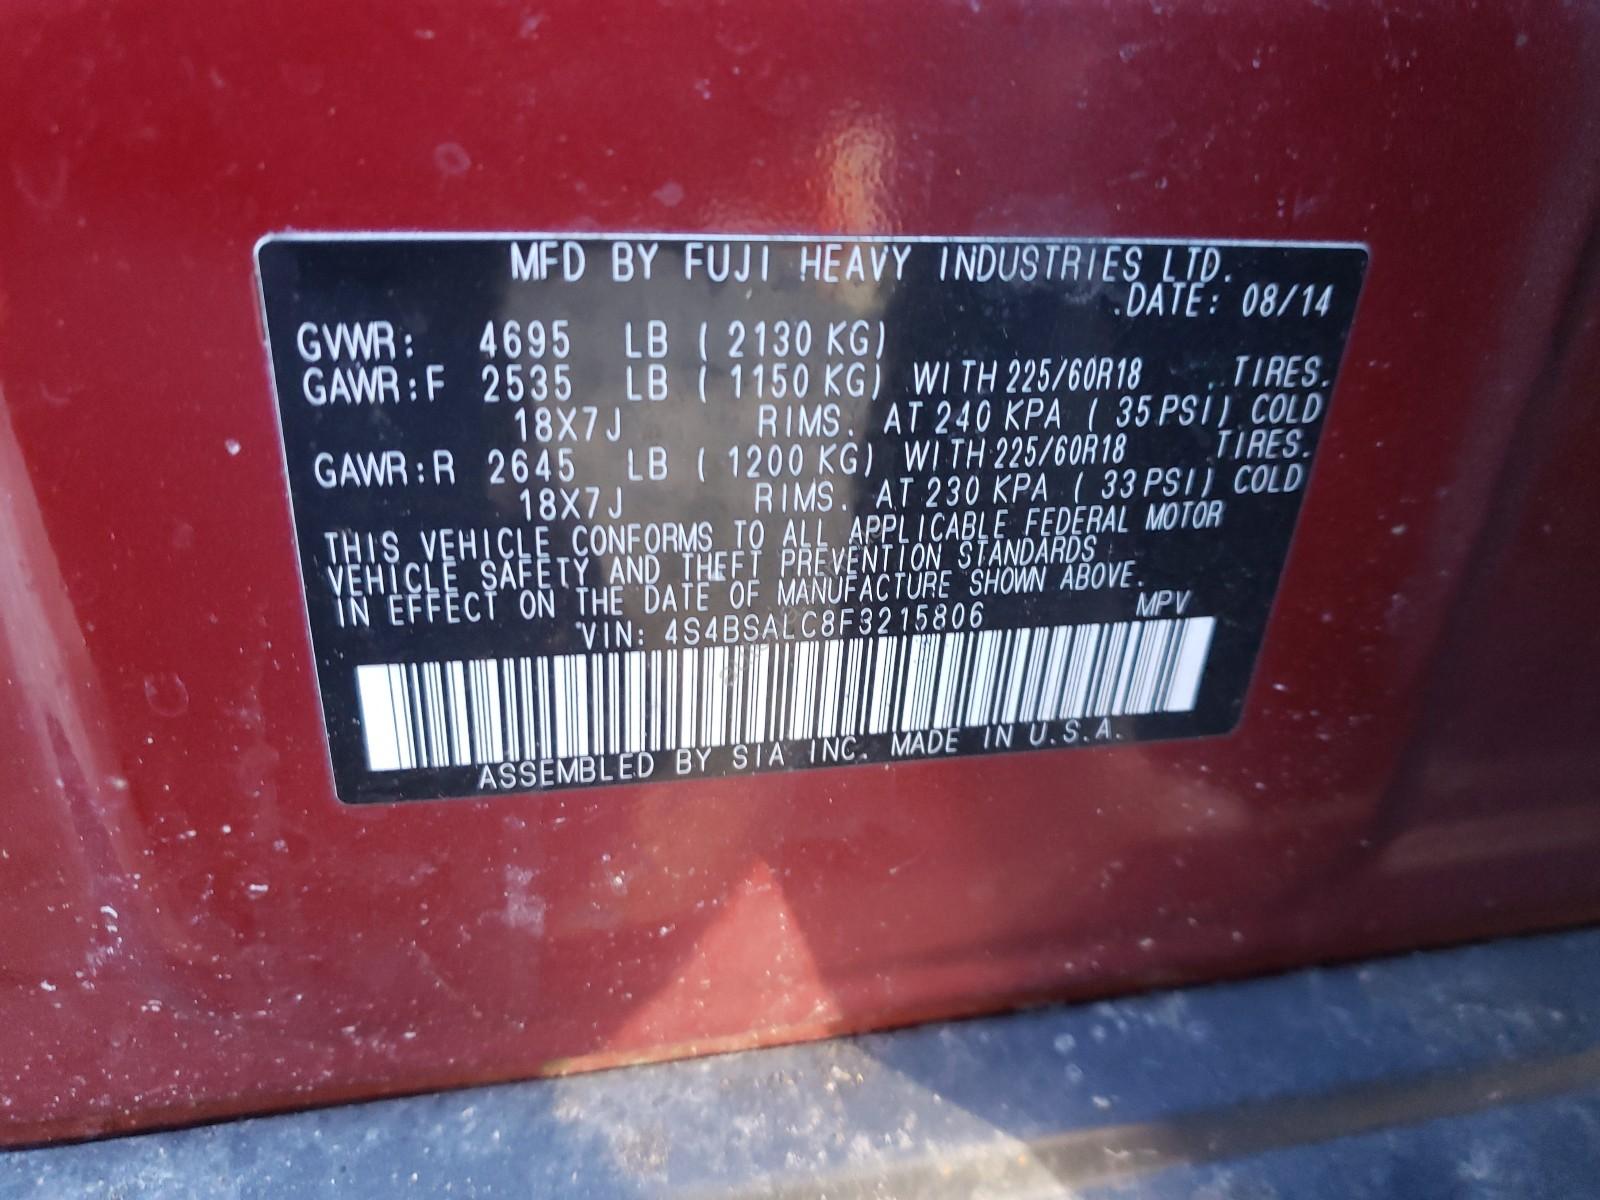 MFD BY FUJI HEAVY INDUSTRIES LTD.
DATE: 08/14
GVWR: 4695 LB ( 2130 KG)
GAWR:F 2535 LB ( 1150 KG) WITH 225/60R18 TIRES.
18X7J RIMS. AT 240 KPA ( 35 PSI) COLD
GAWR:R 2645 LB ( 1200 KG) WITH 225/60R18 TIRES.
18X7J RIMS. AT 230 KPA ( 33 PSI) COLD
THIS VEHICLE CONFORMS TO ALL APPLICABLE FEDERAL MOTOR
VEHICLE SAFETY AND THEFT PREVENTION STANDARDS
IN EFFECT ON THE DATE OF MANUFACTURE SHOWN ABOVE.
VIN: 4S4BSALC8F3215806 MPV
ASSEMBLED BY SIA INC. MADE IN U.S.A.